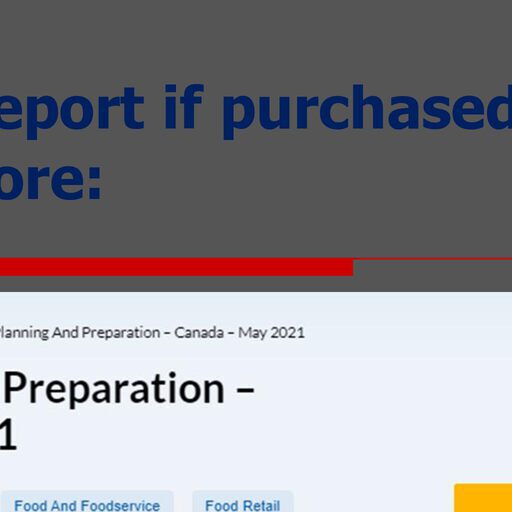 eport if purchased
ore:
lanning And Preparation – Canada – May 2021
Preparation –
1
Food And Foodservice
Food Retail